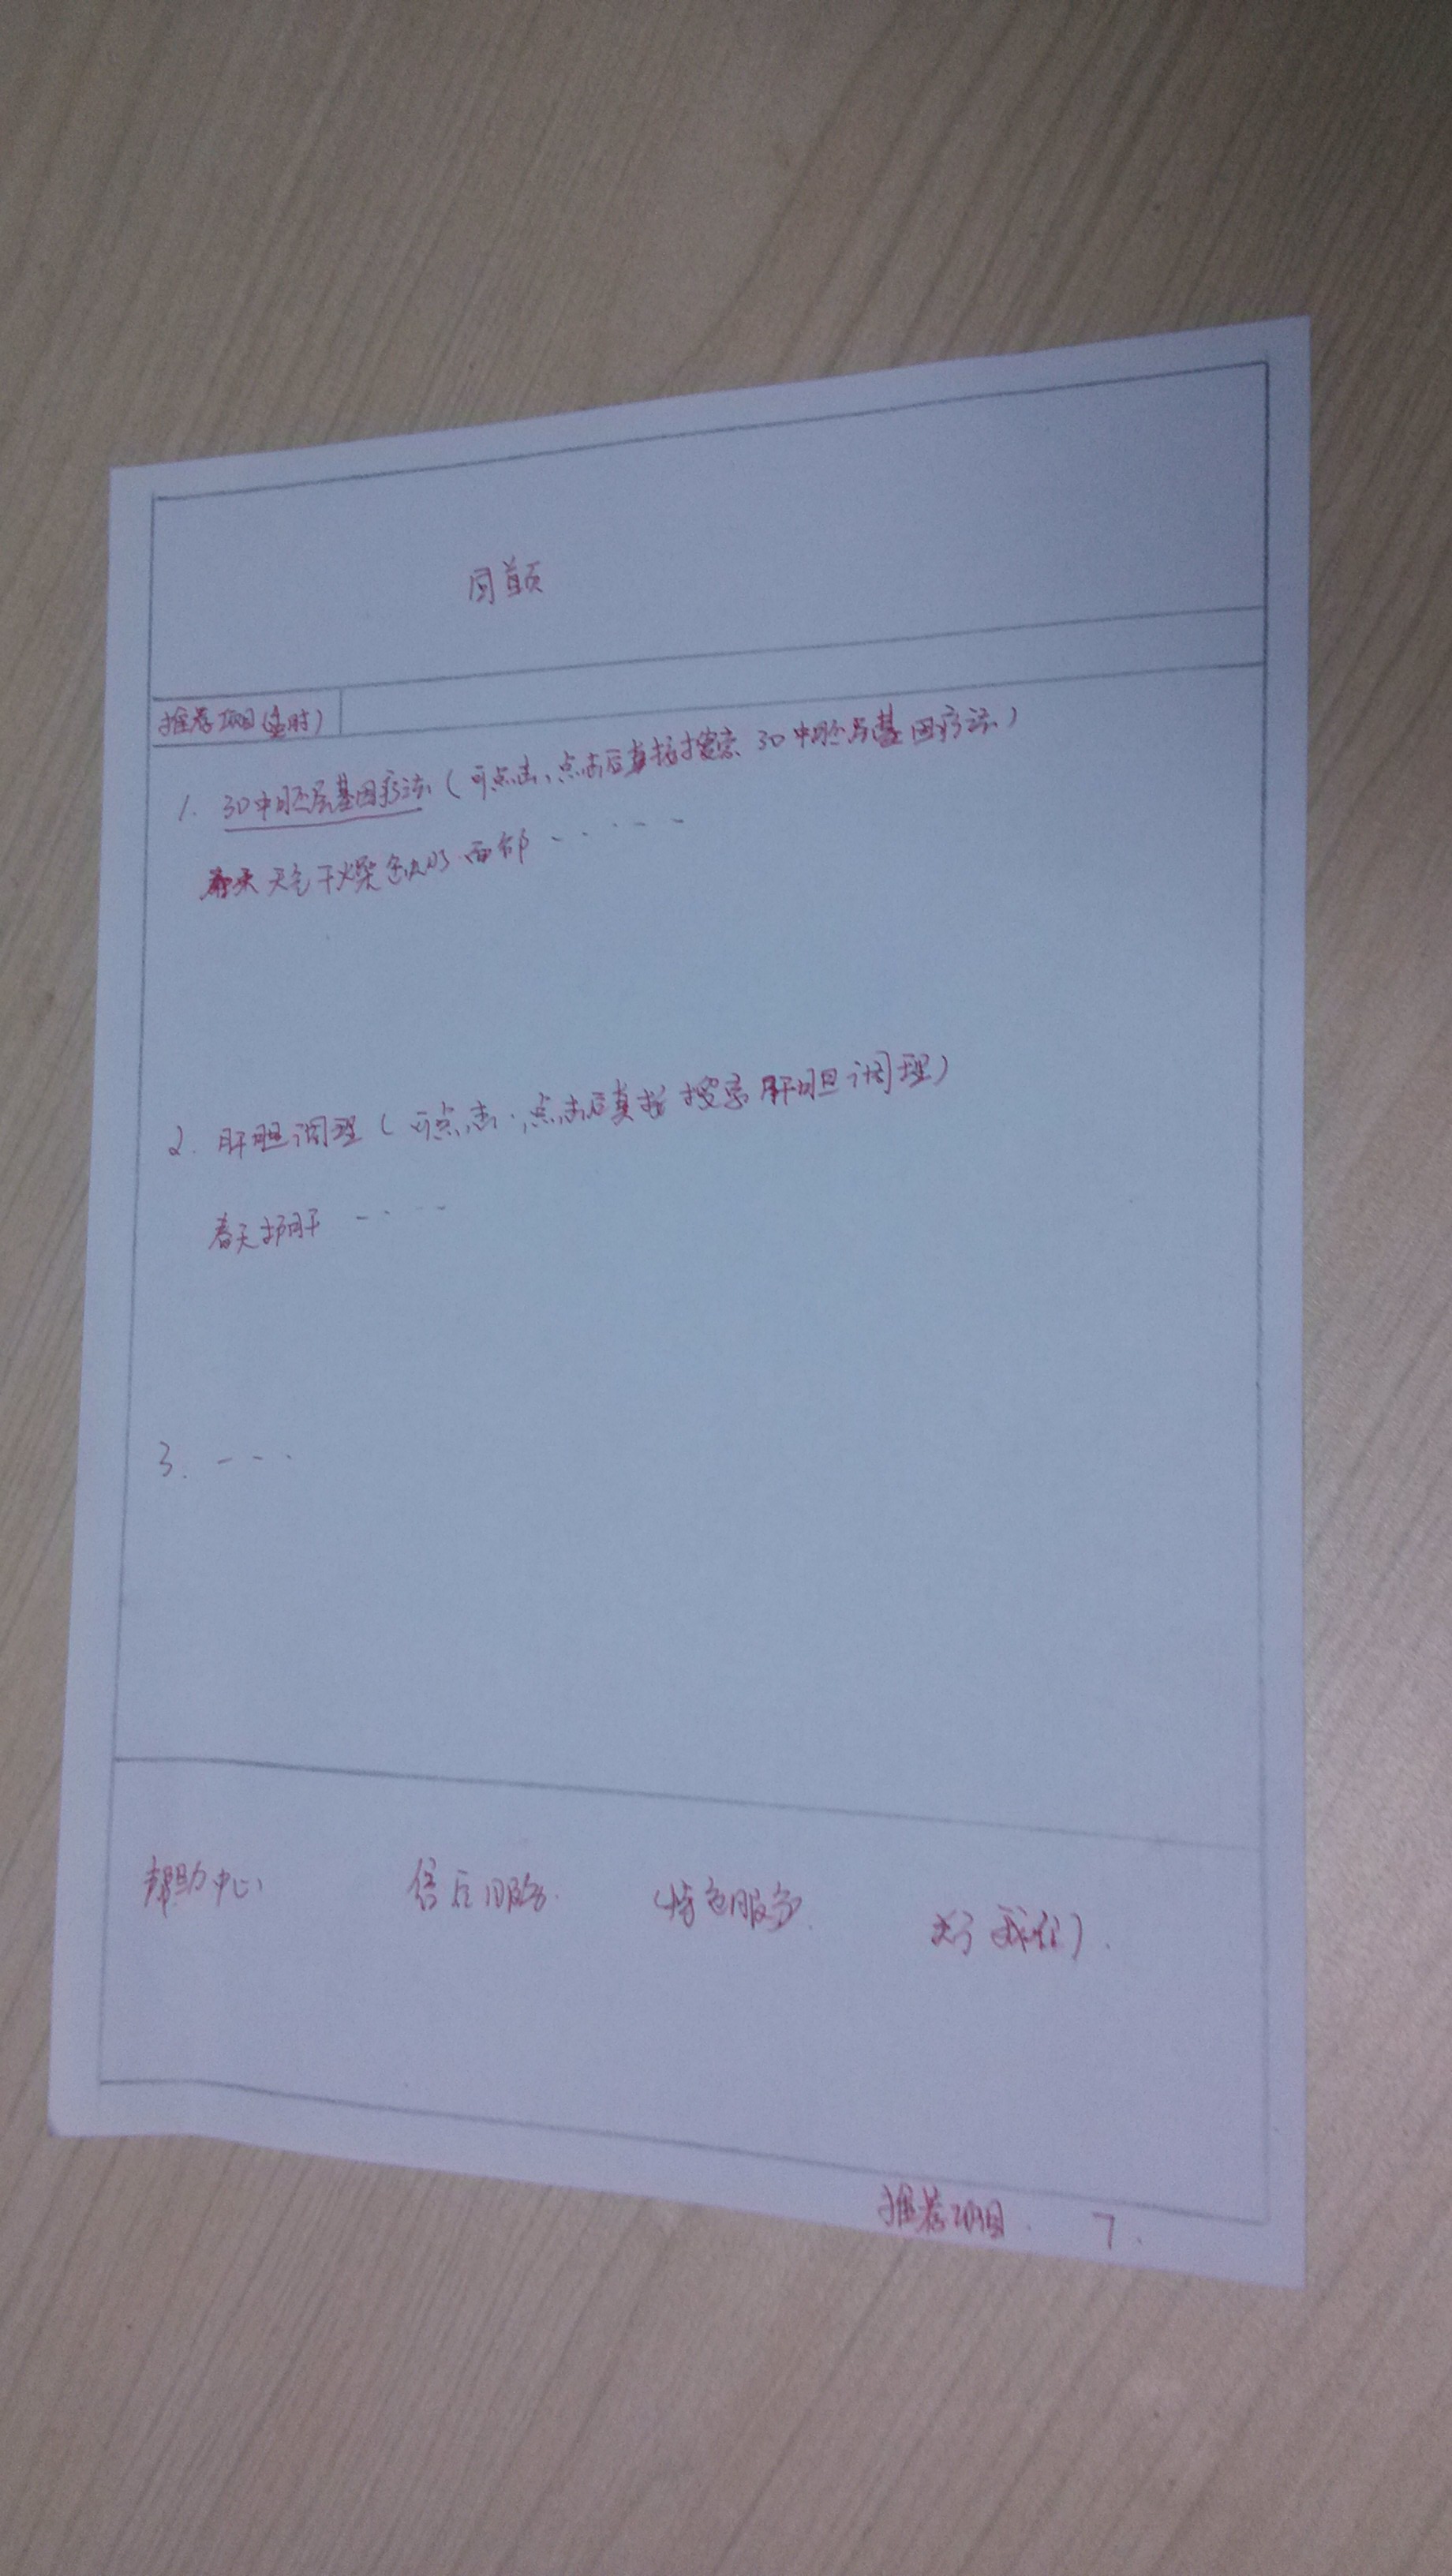 同首页
推荐项目(当时)
1. 3D中胚层基因疗法(可点击,点击后直接搜索 3D中胚层基因疗法)
春天 天气干燥 的 面部 - - - - -
2. 肝胆调理(可点击,点击后直接搜索肝胆调理)
春天护肝 - - - -
3. - - - -
帮助中心 售后服务 特色服务 关于我们
推荐项目. 7.